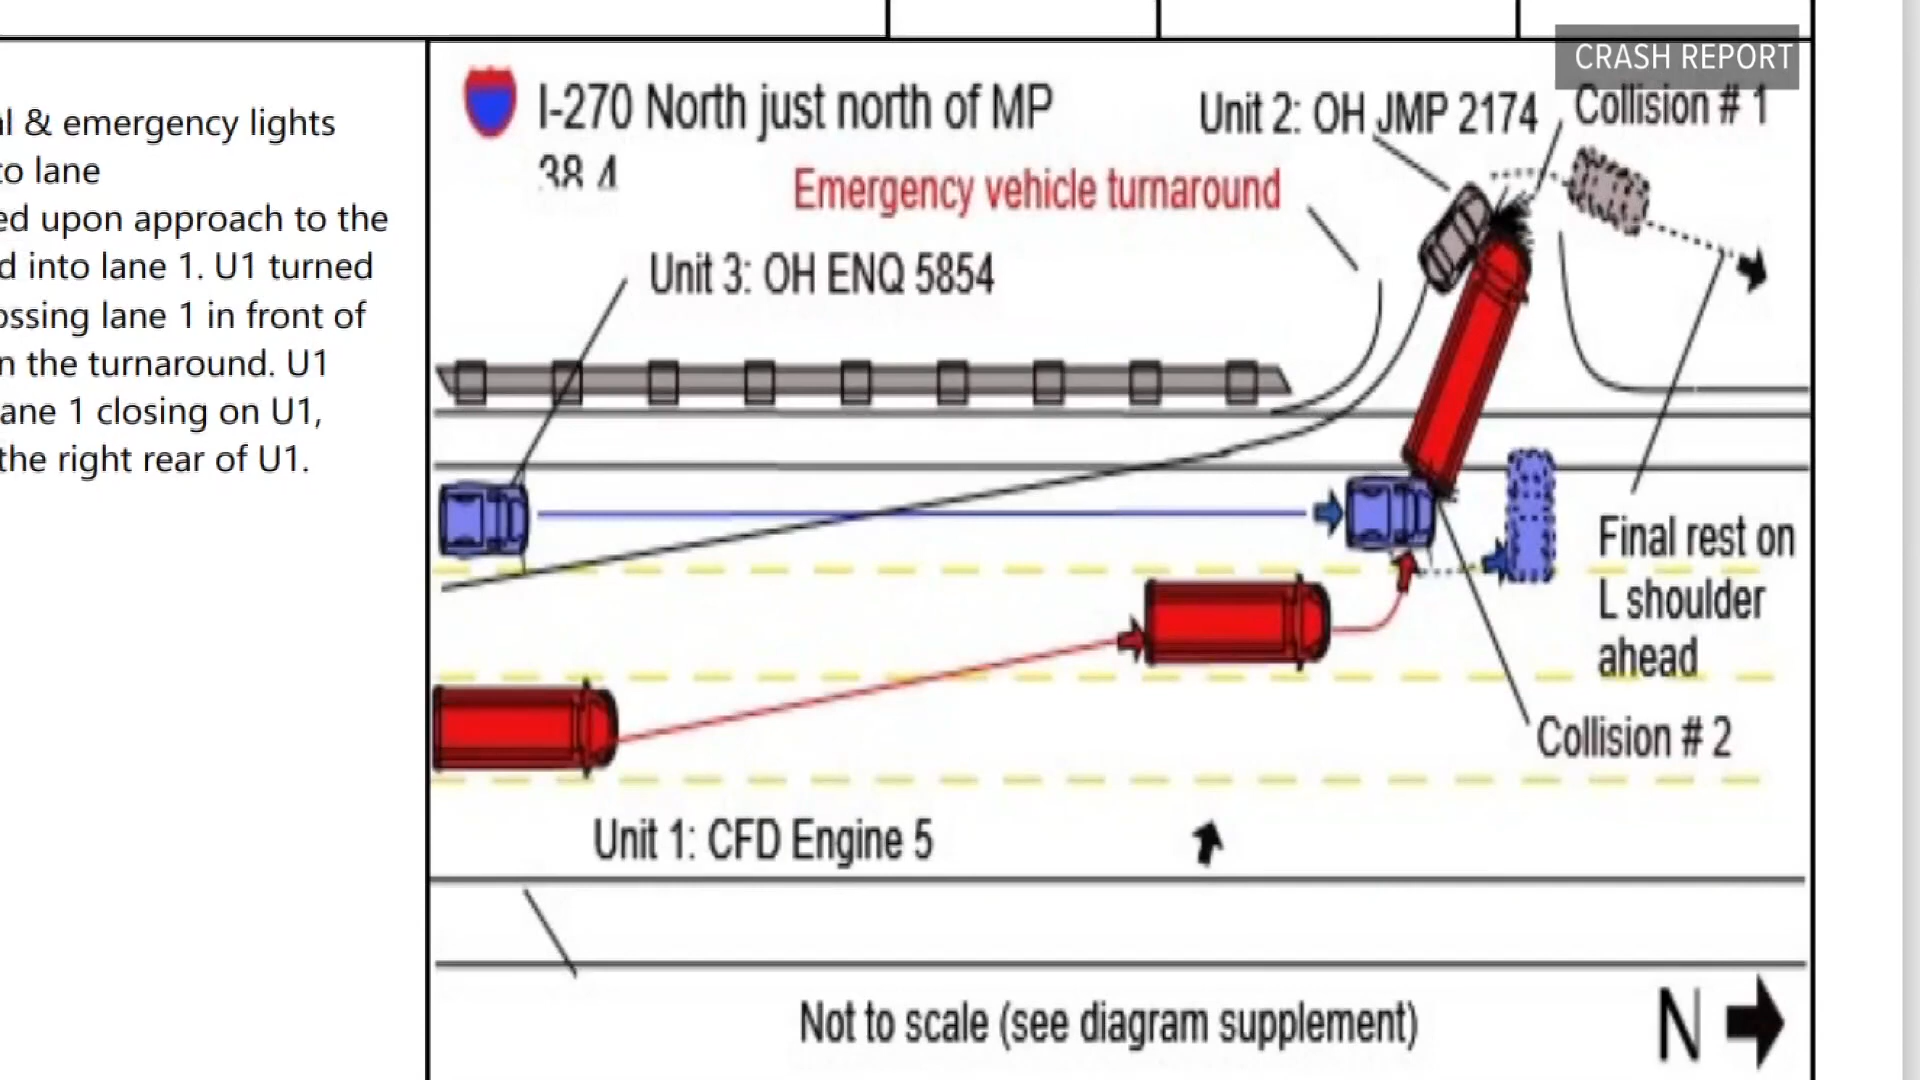 CRASH REPORT
al & emergency lights
to lane
ed upon approach to the
d into lane 1. U1 turned
ossing lane 1 in front of
n the turnaround. U1
ane 1 closing on U1,
the right rear of U1.
I-270 North just north of MP
38.4
Unit 2: OH JMP 2174
Collision # 1
Emergency vehicle turnaround
Unit 3: OH ENQ 5854
Final rest on
L shoulder
ahead
Collision # 2
Unit 1: CFD Engine 5
Not to scale (see diagram supplement)
N